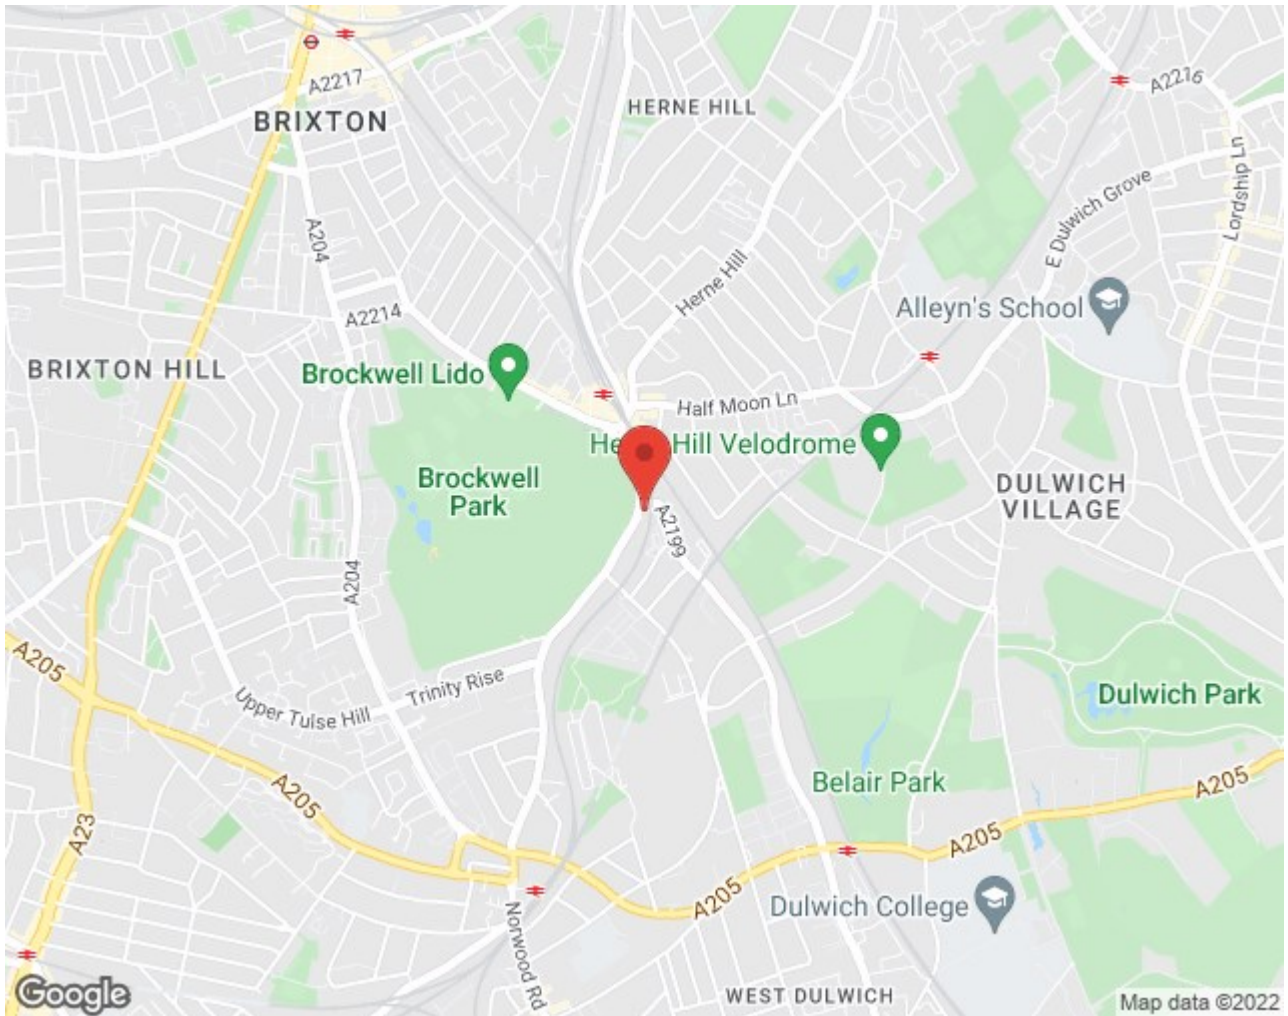 A2217
BRIXTON
HERNE HILL
A2216
Lordship Ln
E Dulwich Grove
A204
Herne Hill
A2214
Alleyn's School
BRIXTON HILL
Brockwell Lido
Half Moon Ln
Hill Velodrome
Brockwell
Park
DULWICH
VILLAGE
A2199
A204
A205
Trinity Rise
Upper Tulse Hill
Dulwich Park
Belair Park
A205
A205
A23
A205
A205
Dulwich College
Norwood Rd
WEST DULWICH
Google
Map data ©2022